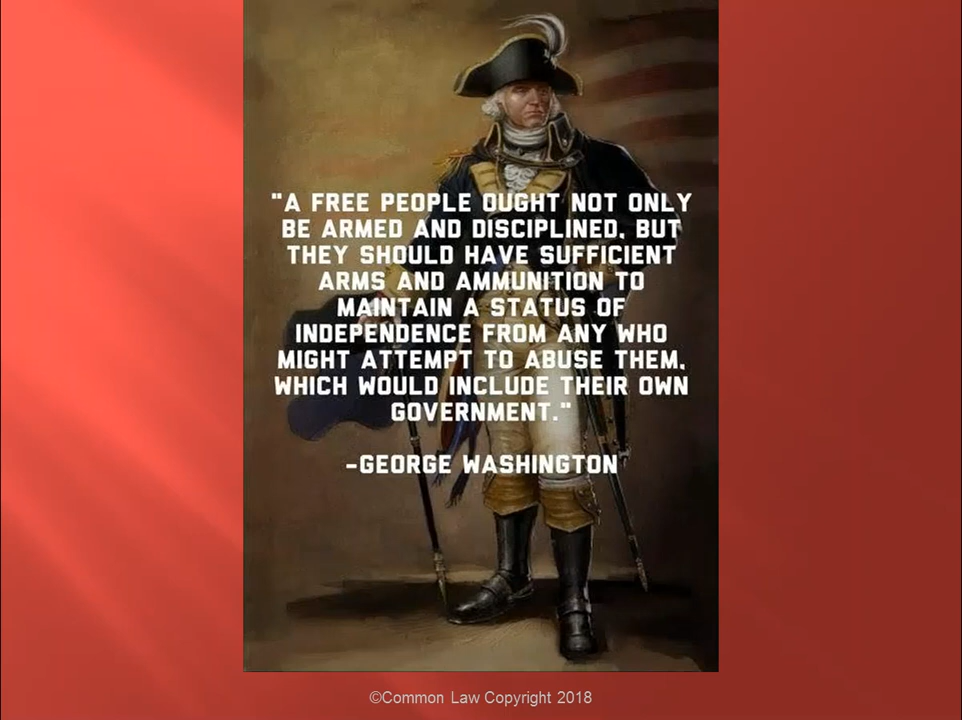 "A FREE PEOPLE OUGHT NOT ONLY
BE ARMED AND DISCIPLINED, BUT
THEY SHOULD HAVE SUFFICIENT
ARMS AND AMMUNITION TO
MAINTAIN A STATUS OF
INDEPENDENCE FROM ANY WHO
MIGHT ATTEMPT TO ABUSE THEM,
WHICH WOULD INCLUDE THEIR OWN
GOVERNMENT."
-GEORGE WASHINGTON
©Common Law Copyright 2018